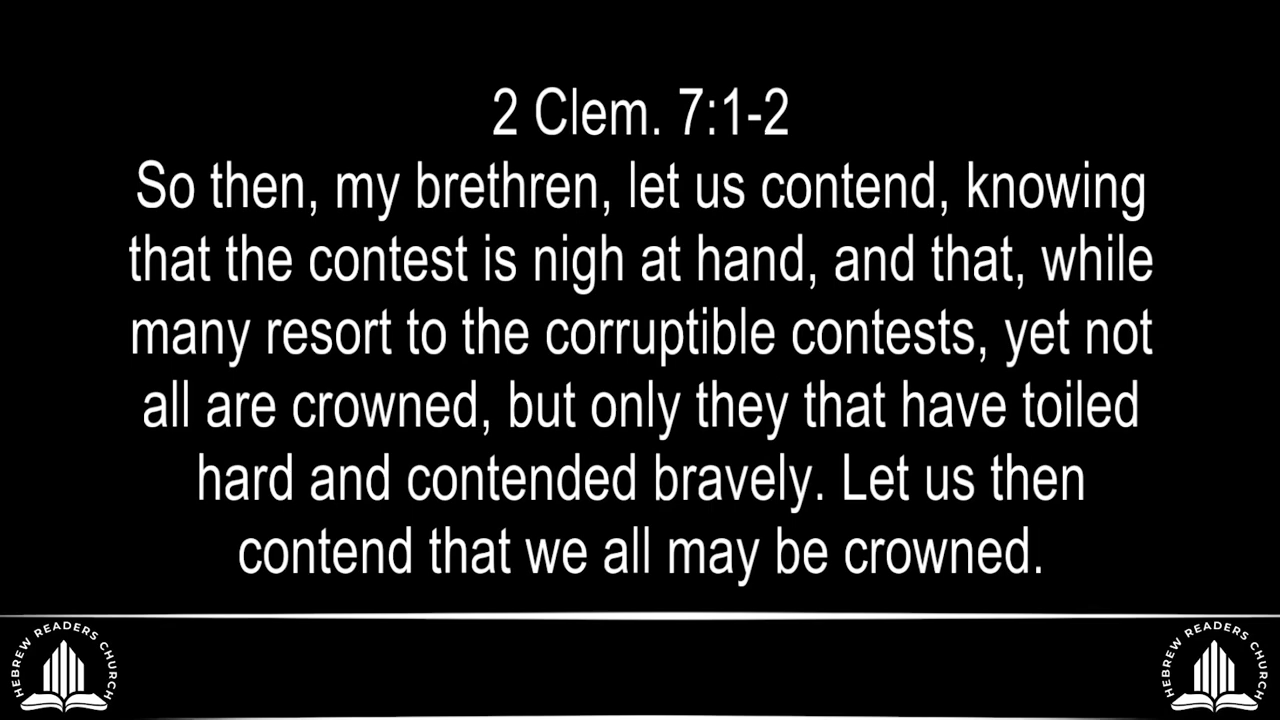 2 Clem. 7:1-2
So then, my brethren, let us contend, knowing
that the contest is nigh at hand, and that, while
many resort to the corruptible contests, yet not
all are crowned, but only they that have toiled
hard and contended bravely. Let us then
contend that we all may be crowned.
HEBREW READERS CHURCH
HEBREW READERS CHURCH